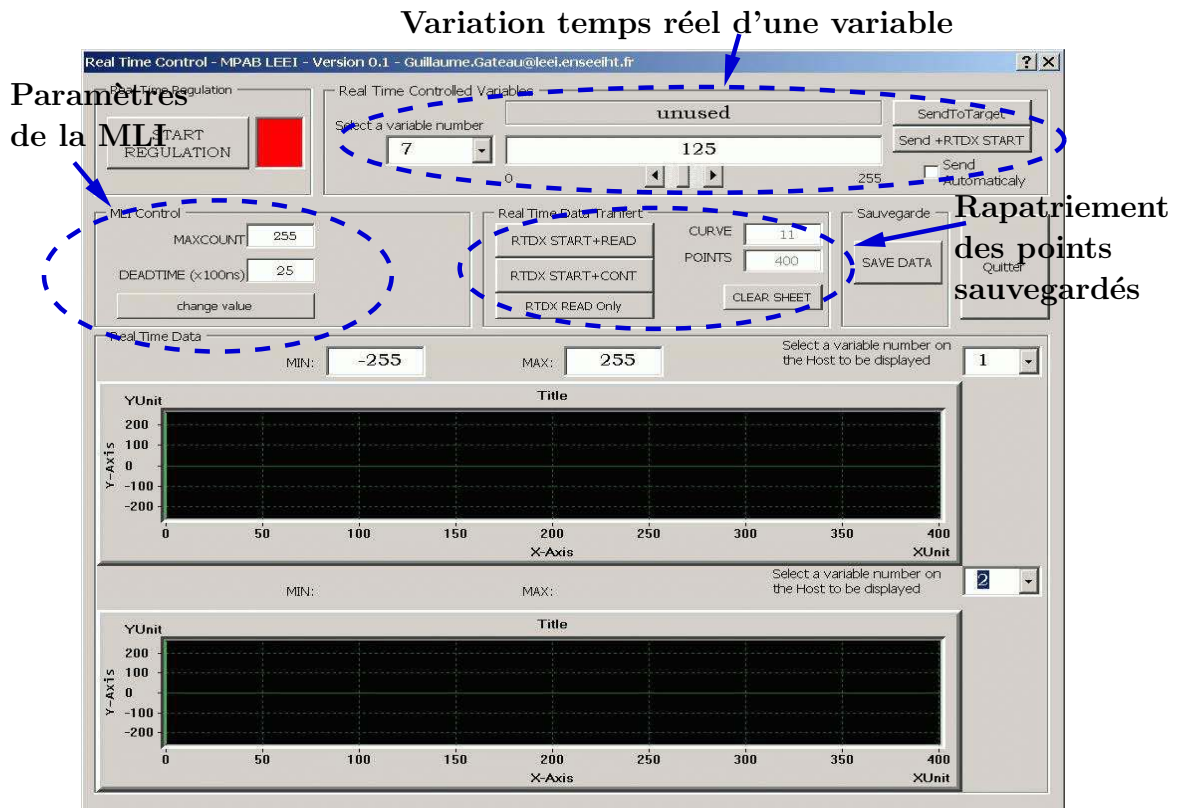 Variation temps réel d'une variable
Real Time Control - MPAB LEEI - Version 0.1 - Guillaume.Gateau@leei.enseeiht.fr
Paramètres
de la MLI
Real Time Regulation
START
REGULATION
Real Time Controlled Variables
unused
SendToTarget
Select a variable number
7
125
Send +RTDX START
0
255
Send
Automaticaly
MLI Control
MAXCOUNT
255
DEADTIME (x100ns)
25
change value
Real Time Data Tranfert
RTDX START+READ
CURVE
11
RTDX START+CONT
POINTS
400
RTDX READ Only
CLEAR SHEET
Sauvegarde
SAVE DATA
Quitter
Rapatriement
des points
sauvegardés
Real Time Data
MIN:
-255
MAX:
255
Select a variable number on
the Host to be displayed
1
Title
YUnit
Y-Axis
200
100
0
-100
-200
0 50 100 150 200 250 300 350 400
X-Axis
XUnit
MIN:
MAX:
Select a variable number on
the Host to be displayed
2
Title
YUnit
Y-Axis
200
100
0
-100
-200
0 50 100 150 200 250 300 350 400
X-Axis
XUnit